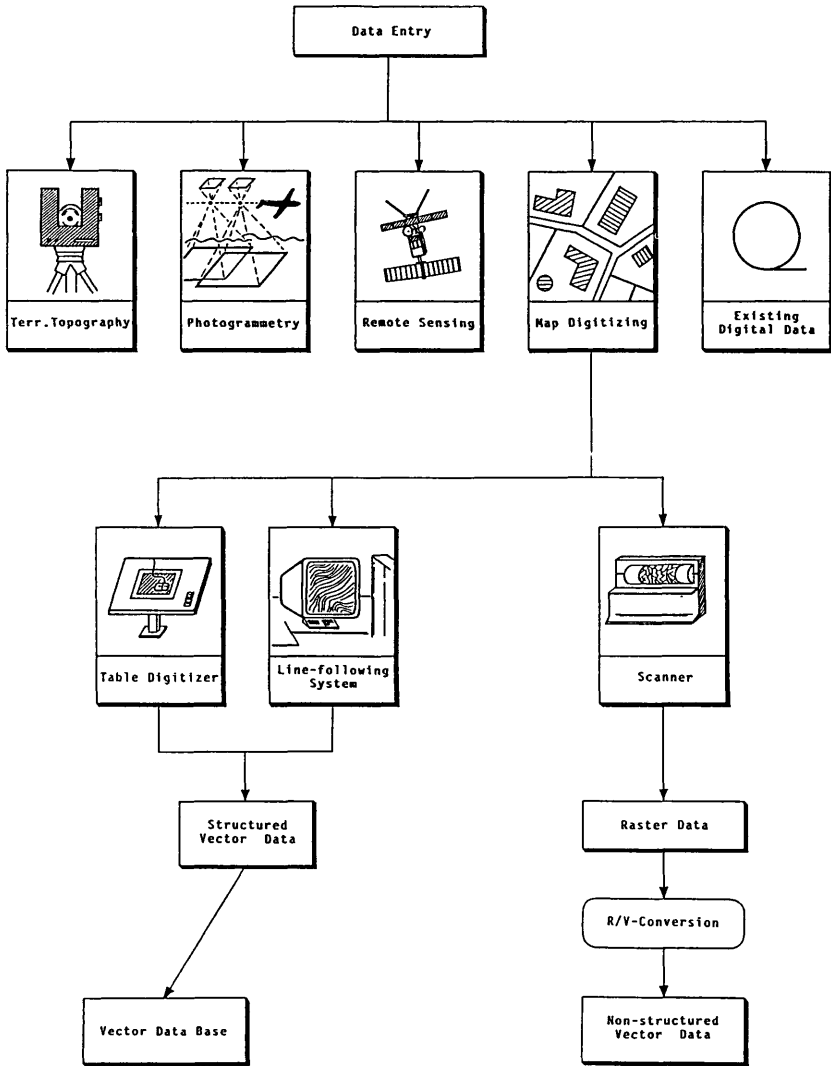 Data Entry
Terr.Topography
Photogrammetry
Remote Sensing
Map Digitizing
Existing
Digital Data
Table Digitizer
Line-following
System
Scanner
Structured
Vector Data
Raster Data
R/V-Conversion
Vector Data Base
Non-structured
Vector Data